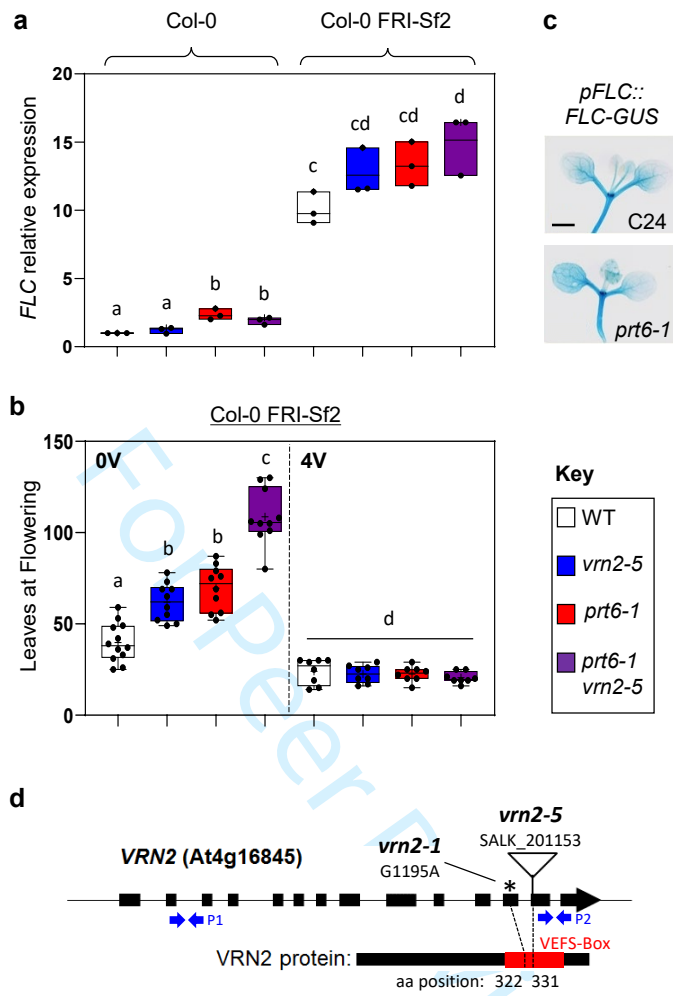 a
Col-0
Col-0 FRI-Sf2
c
FLC relative expression
20
15
10
5
0
a
a
b
b
c
cd
cd
d
pFLC::
FLC-GUS
C24
prt6-1
b
Col-0 FRI-Sf2
Leaves at Flowering
150
100
50
0
0V
4V
a
b
b
c
d
Key
WT
vrn2-5
prt6-1
prt6-1
vrn2-5
For Peer
d
VRN2 (At4g16845)
vrn2-1
G1195A
*
vrn2-5
SALK_201153
P1
P2
VEFS-Box
VRN2 protein:
aa position: 322 331